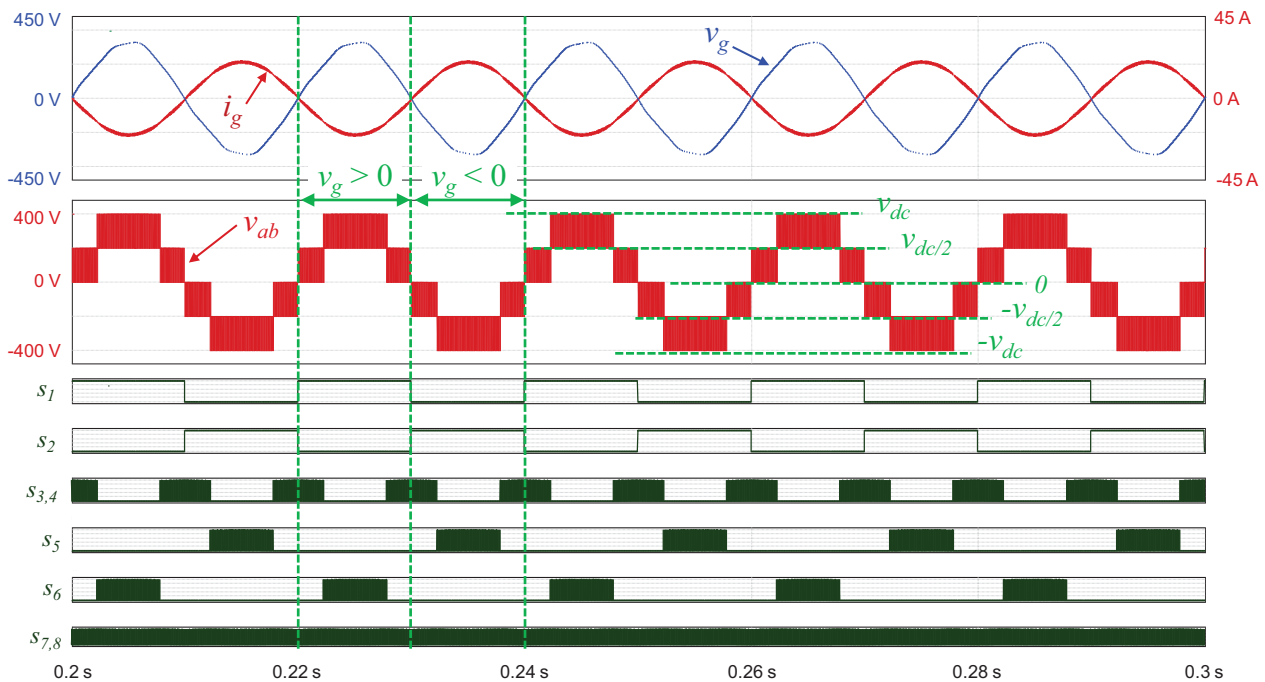 450 V
45 A
v_g
0 V
i_g
0 A
-450 V
-45 A
v_g > 0
v_g < 0
400 V
v_ab
v_dc
v_dc/2
0 V
0
-v_dc/2
-400 V
-v_dc
s_1
s_2
s_3,4
s_5
s_6
s_7,8
0.2 s
0.22 s
0.24 s
0.26 s
0.28 s
0.3 s